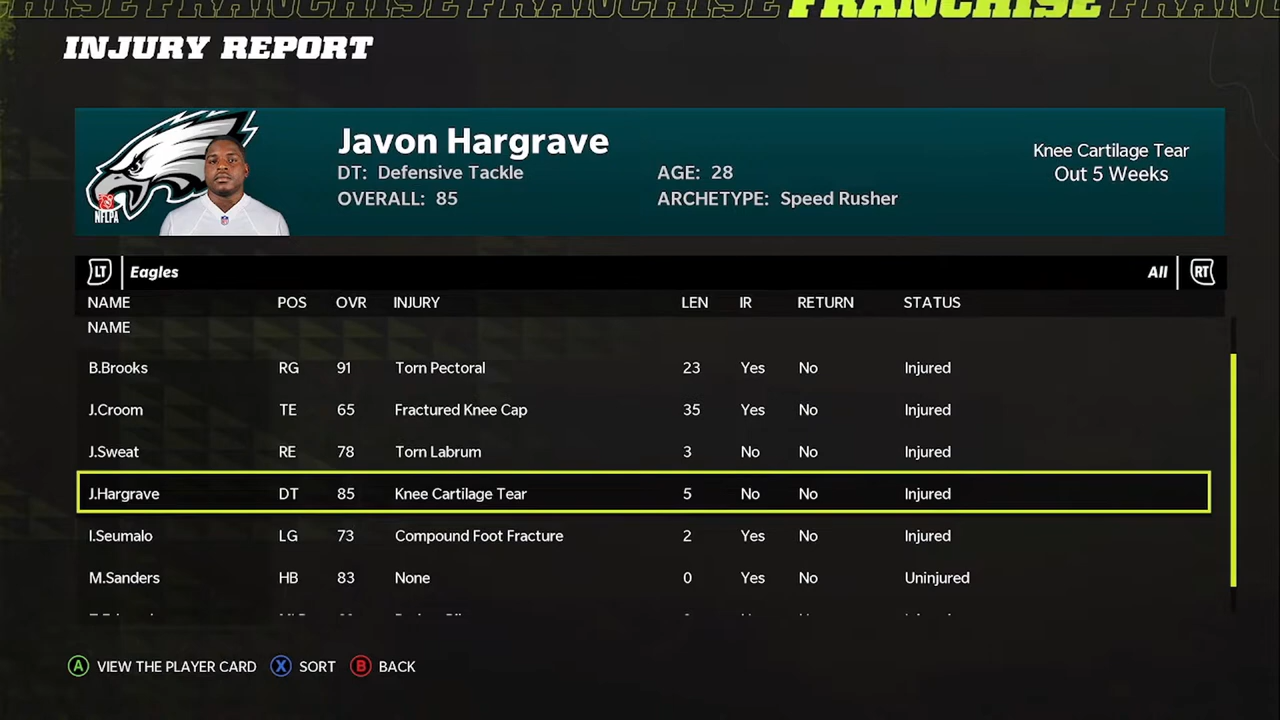 FRANCHISE FRANCHISE FRANCHISE
INJURY REPORT
Javon Hargrave
DT: Defensive Tackle
AGE: 28
Knee Cartilage Tear
OVERALL: 85
ARCHETYPE: Speed Rusher
Out 5 Weeks
NFLPA
LT Eagles All RT
NAME POS OVR INJURY LEN IR RETURN STATUS
NAME
B.Brooks RG 91 Torn Pectoral 23 Yes No Injured
J.Croom TE 65 Fractured Knee Cap 35 Yes No Injured
J.Sweat RE 78 Torn Labrum 3 No No Injured
J.Hargrave DT 85 Knee Cartilage Tear 5 No No Injured
I.Seumalo LG 73 Compound Foot Fracture 2 Yes No Injured
M.Sanders HB 83 None 0 Yes No Uninjured
A VIEW THE PLAYER CARD X SORT B BACK